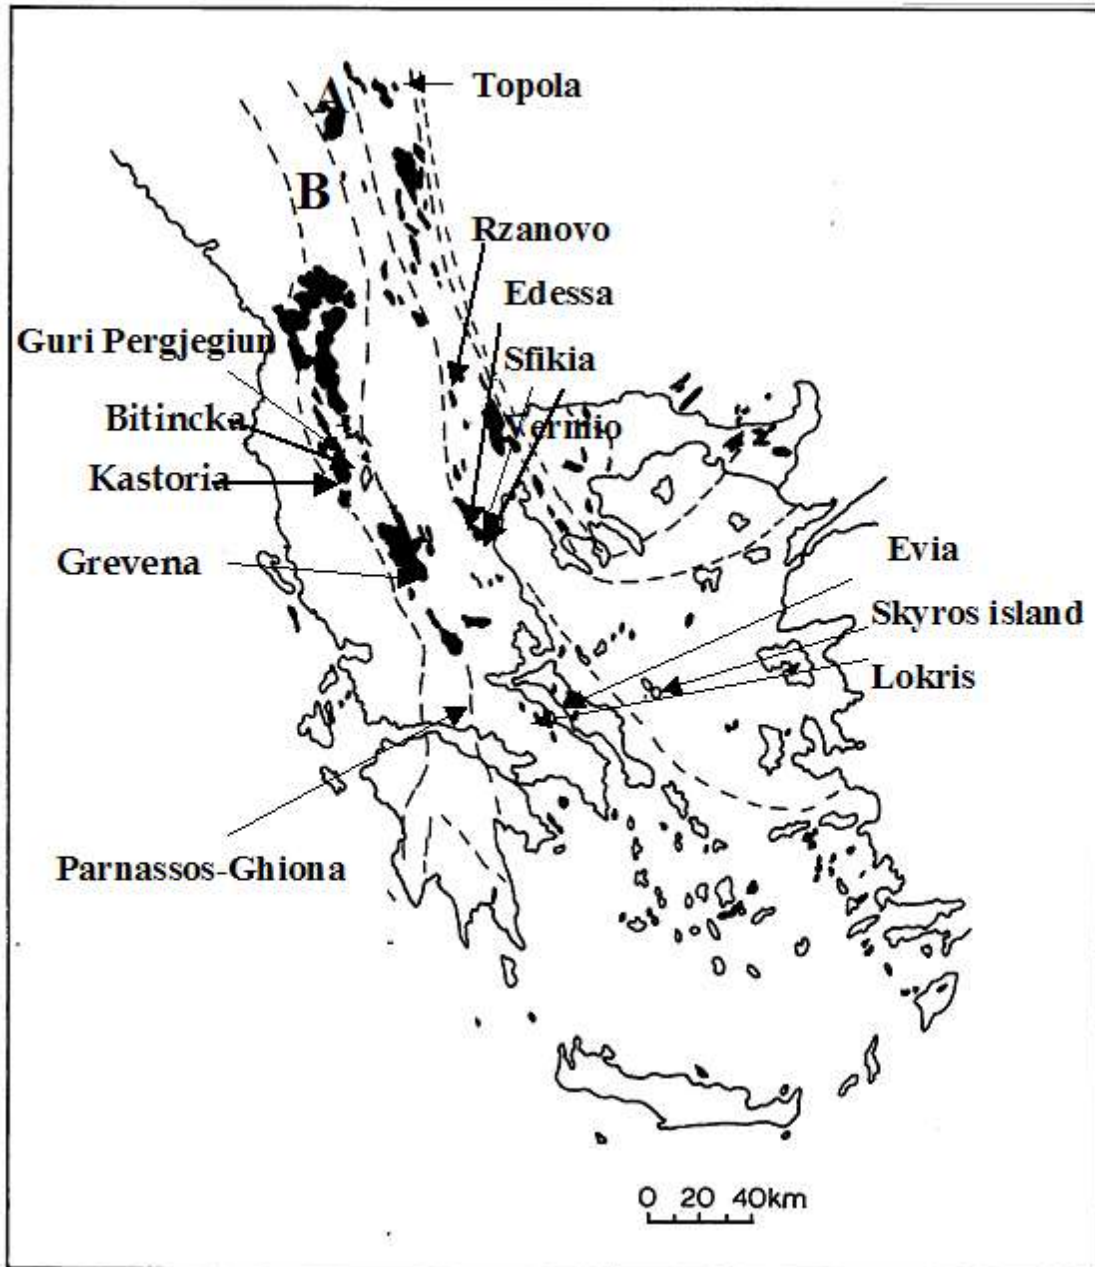 A
Topola
B
Rzanovo
Edessa
Guri Pergjegiun
Sfikia
Bitincka
Vermio
Kastoria
Evia
Grevena
Skyros island
Lokris
Parnassos-Ghiona
0 20 40km